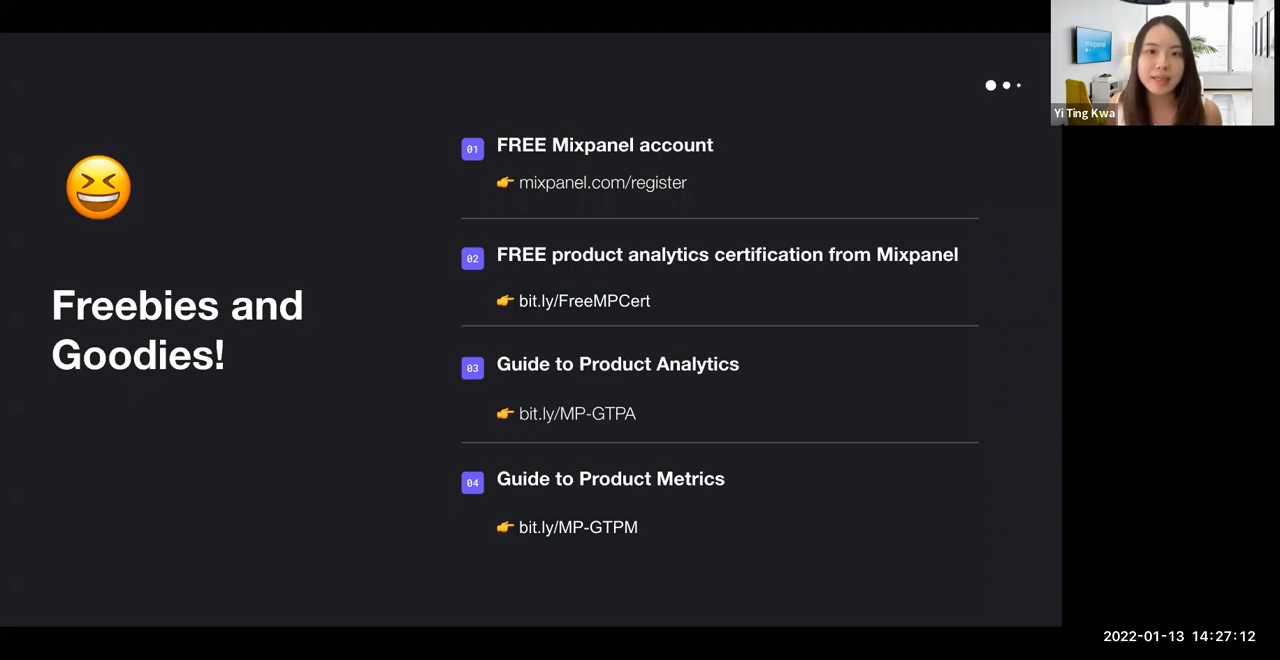 mixpanel
Yi Ting Kwa
Freebies and
Goodies!
01 FREE Mixpanel account
👉 mixpanel.com/register
02 FREE product analytics certification from Mixpanel
👉 bit.ly/FreeMPCert
03 Guide to Product Analytics
👉 bit.ly/MP-GTPA
04 Guide to Product Metrics
👉 bit.ly/MP-GTPM
2022-01-13 14:27:12